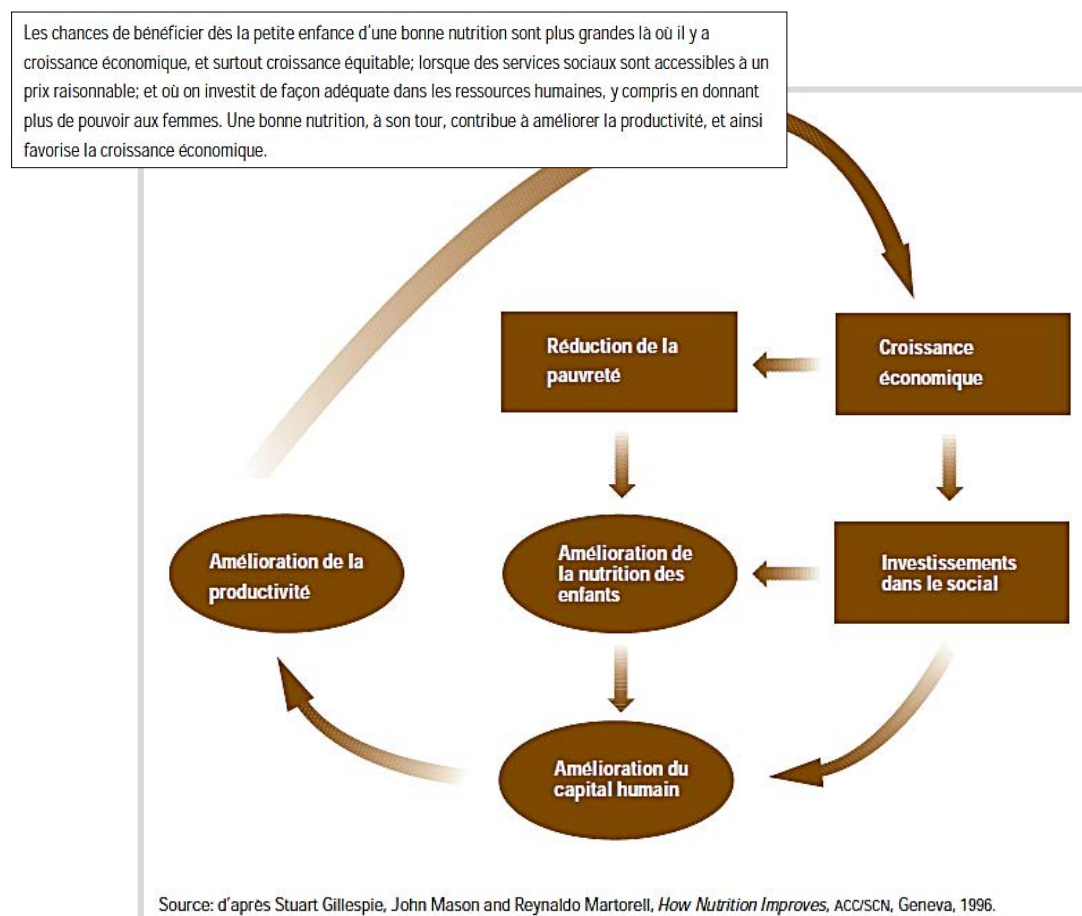 Les chances de bénéficier dès la petite enfance d'une bonne nutrition sont plus grandes là où il y a
croissance économique, et surtout croissance équitable; lorsque des services sociaux sont accessibles à un
prix raisonnable; et où on investit de façon adéquate dans les ressources humaines, y compris en donnant
plus de pouvoir aux femmes. Une bonne nutrition, à son tour, contribue à améliorer la productivité, et ainsi
favorise la croissance économique.
Réduction de la
pauvreté
Croissance
économique
Amélioration de la
productivité
Amélioration de
la nutrition des
enfants
Investissements
dans le social
Amélioration du
capital humain
Source: d'après Stuart Gillespie, John Mason and Reynaldo Martorell, How Nutrition Improves, ACC/SCN, Geneva, 1996.